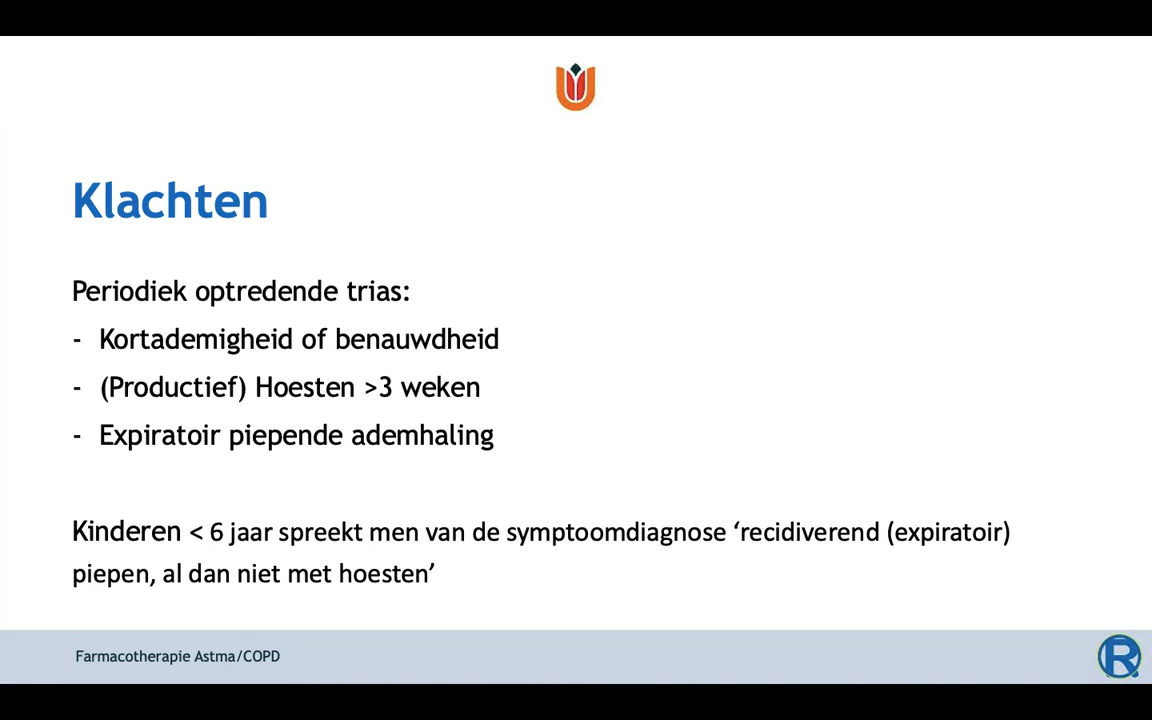 Klachten
Periodiek optredende trias:
- Kortademigheid of benauwdheid
- (Productief) Hoesten >3 weken
- Expiratoir piepende ademhaling
Kinderen < 6 jaar spreekt men van de symptoomdiagnose ‘recidiverend (expiratoir)
piepen, al dan niet met hoesten’
Farmacotherapie Astma/COPD
R